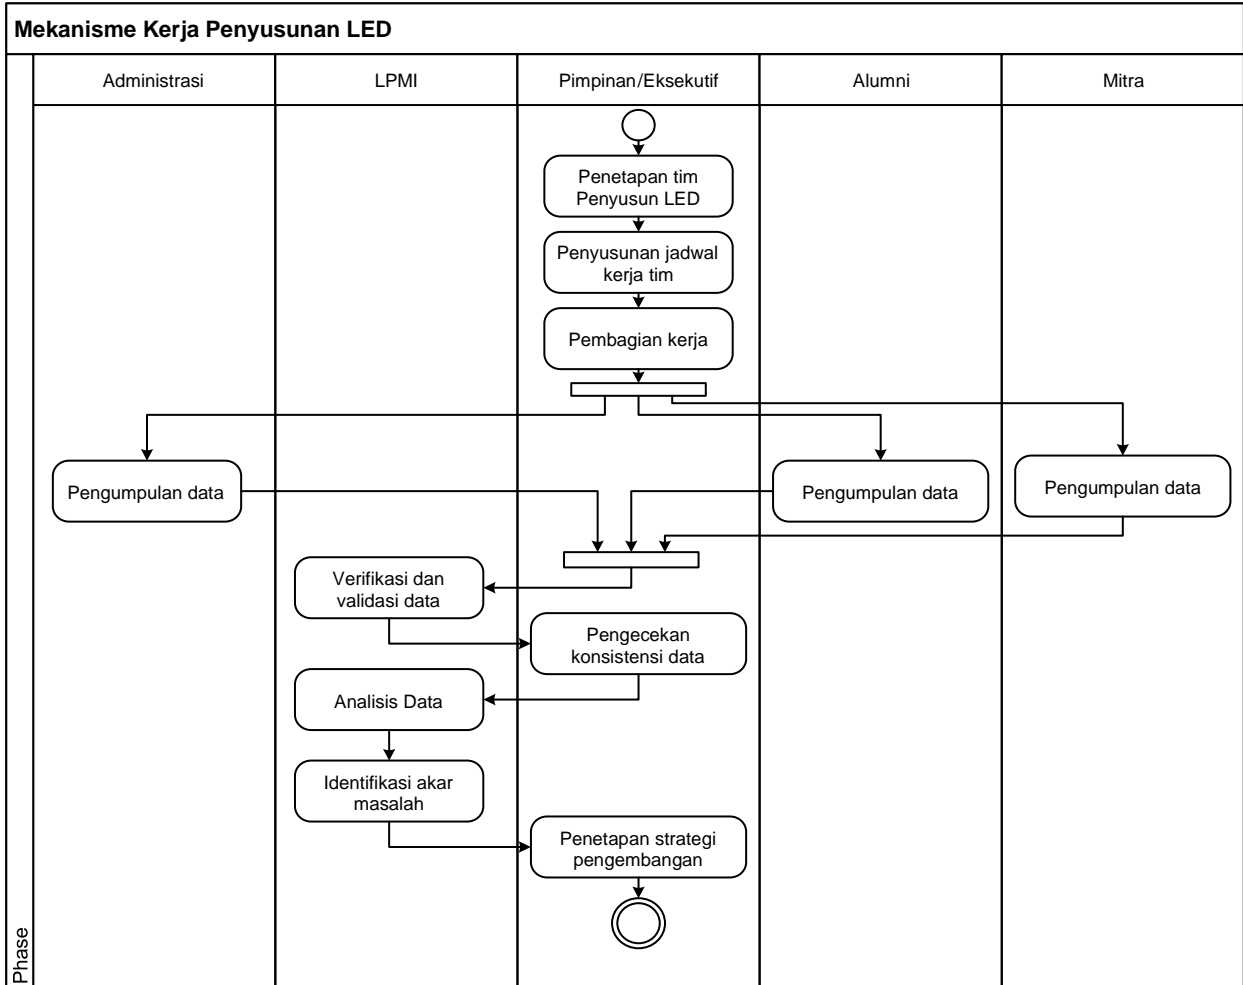 Mekanisme Kerja Penyusunan LED
Administrasi
LPMI
Pimpinan/Eksekutif
Alumni
Mitra
Penetapan tim
Penyusun LED
Penyusunan jadwal
kerja tim
Pembagian kerja
Pengumpulan data
Pengumpulan data
Pengumpulan data
Verifikasi dan
validasi data
Pengecekan
konsistensi data
Analisis Data
Identifikasi akar
masalah
Penetapan strategi
pengembangan
Phase